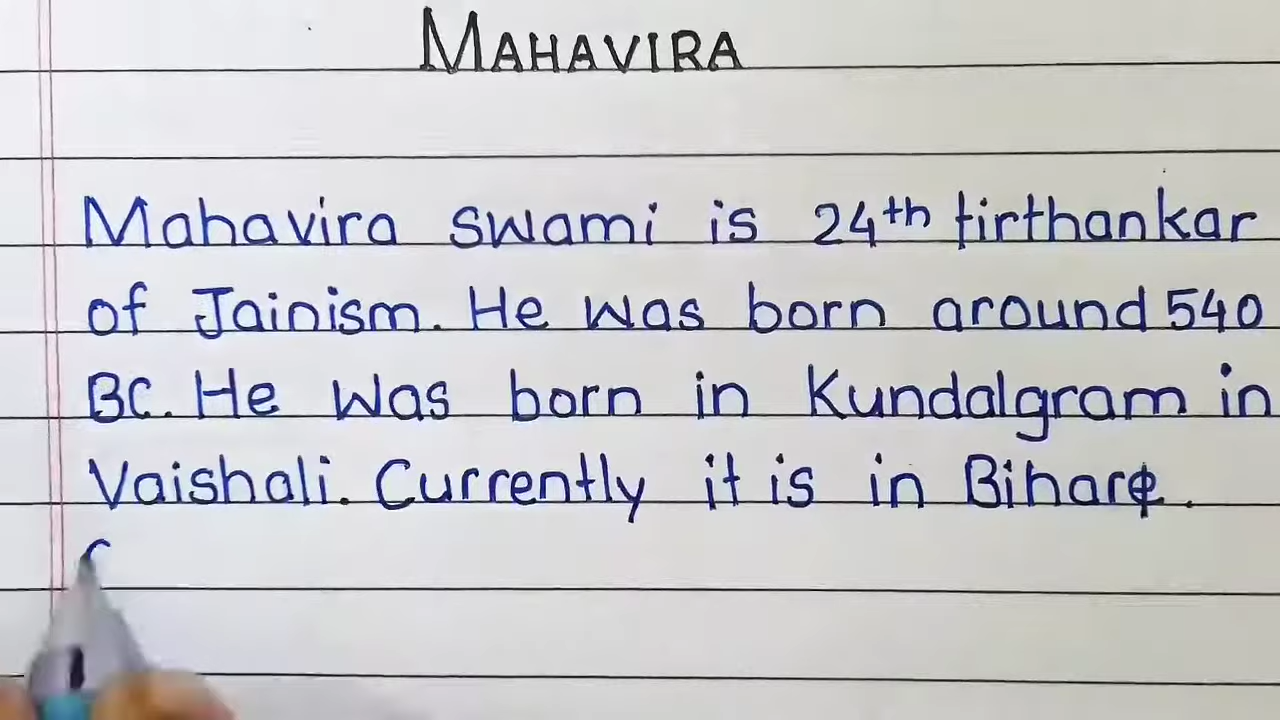 MAHAVIRA
Mahavira swami is 24th tirthankar
of Jainism. He was born around 540
BC. He was born in Kundalgram in
Vaishali. Currently it is in Bihar.